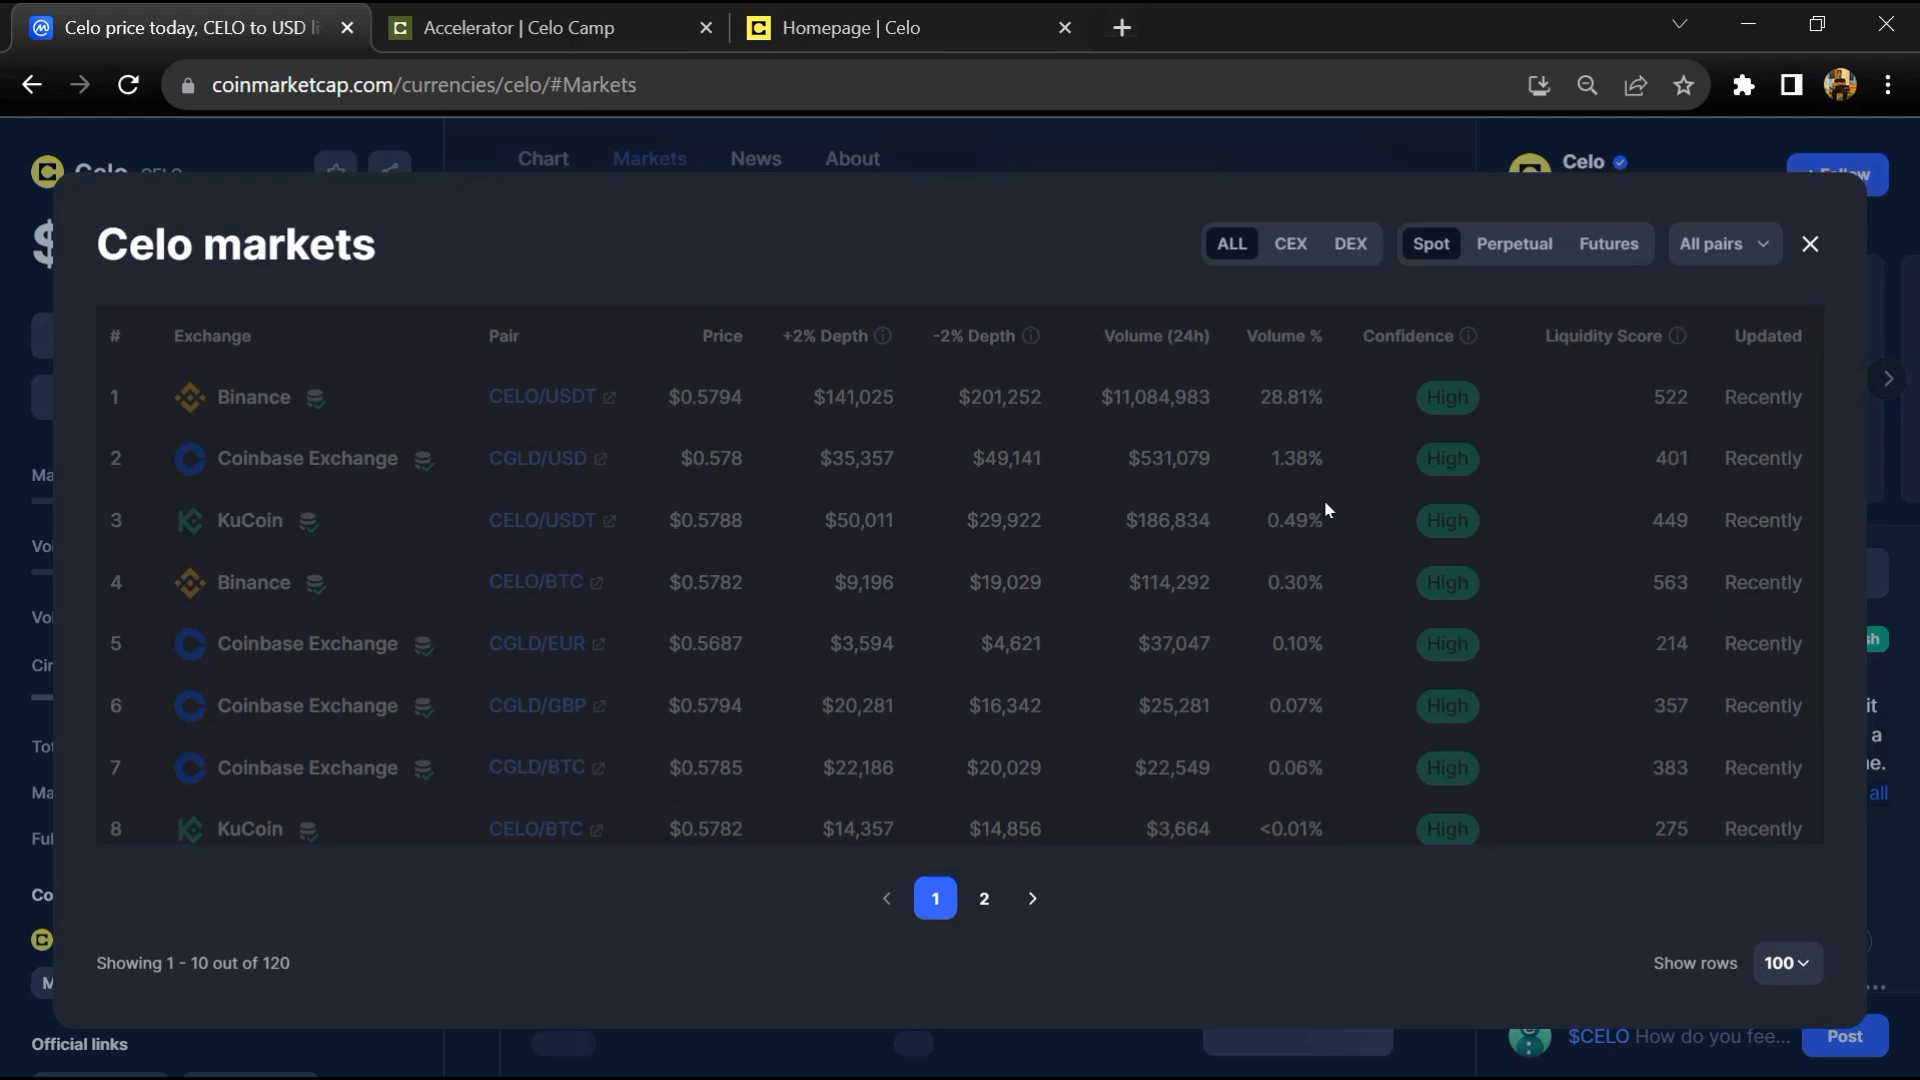 Celo price today, CELO to USD li
Accelerator | Celo Camp
Homepage | Celo
coinmarketcap.com/currencies/celo/#Markets
Chart Markets News About
Celo CELO
Celo
+ Follow
Celo markets
ALL CEX DEX
Spot Perpetual Futures
All pairs
# Exchange Pair Price +2% Depth -2% Depth Volume (24h) Volume % Confidence Liquidity Score Updated
1 Binance CELO/USDT $0.5794 $141,025 $201,252 $11,084,983 28.81% High 522 Recently
2 Coinbase Exchange CGLD/USD $0.578 $35,357 $49,141 $531,079 1.38% High 401 Recently
3 KuCoin CELO/USDT $0.5788 $50,011 $29,922 $186,834 0.49% High 449 Recently
4 Binance CELO/BTC $0.5782 $9,196 $19,029 $114,292 0.30% High 563 Recently
5 Coinbase Exchange CGLD/EUR $0.5687 $3,594 $4,621 $37,047 0.10% High 214 Recently
6 Coinbase Exchange CGLD/GBP $0.5794 $20,281 $16,342 $25,281 0.07% High 357 Recently
7 Coinbase Exchange CGLD/BTC $0.5785 $22,186 $20,029 $22,549 0.06% High 383 Recently
8 KuCoin CELO/BTC $0.5782 $14,357 $14,856 $3,664 <0.01% High 275 Recently
1 2
Showing 1 - 10 out of 120
Show rows 100
Official links
$CELO How do you fee...
Post